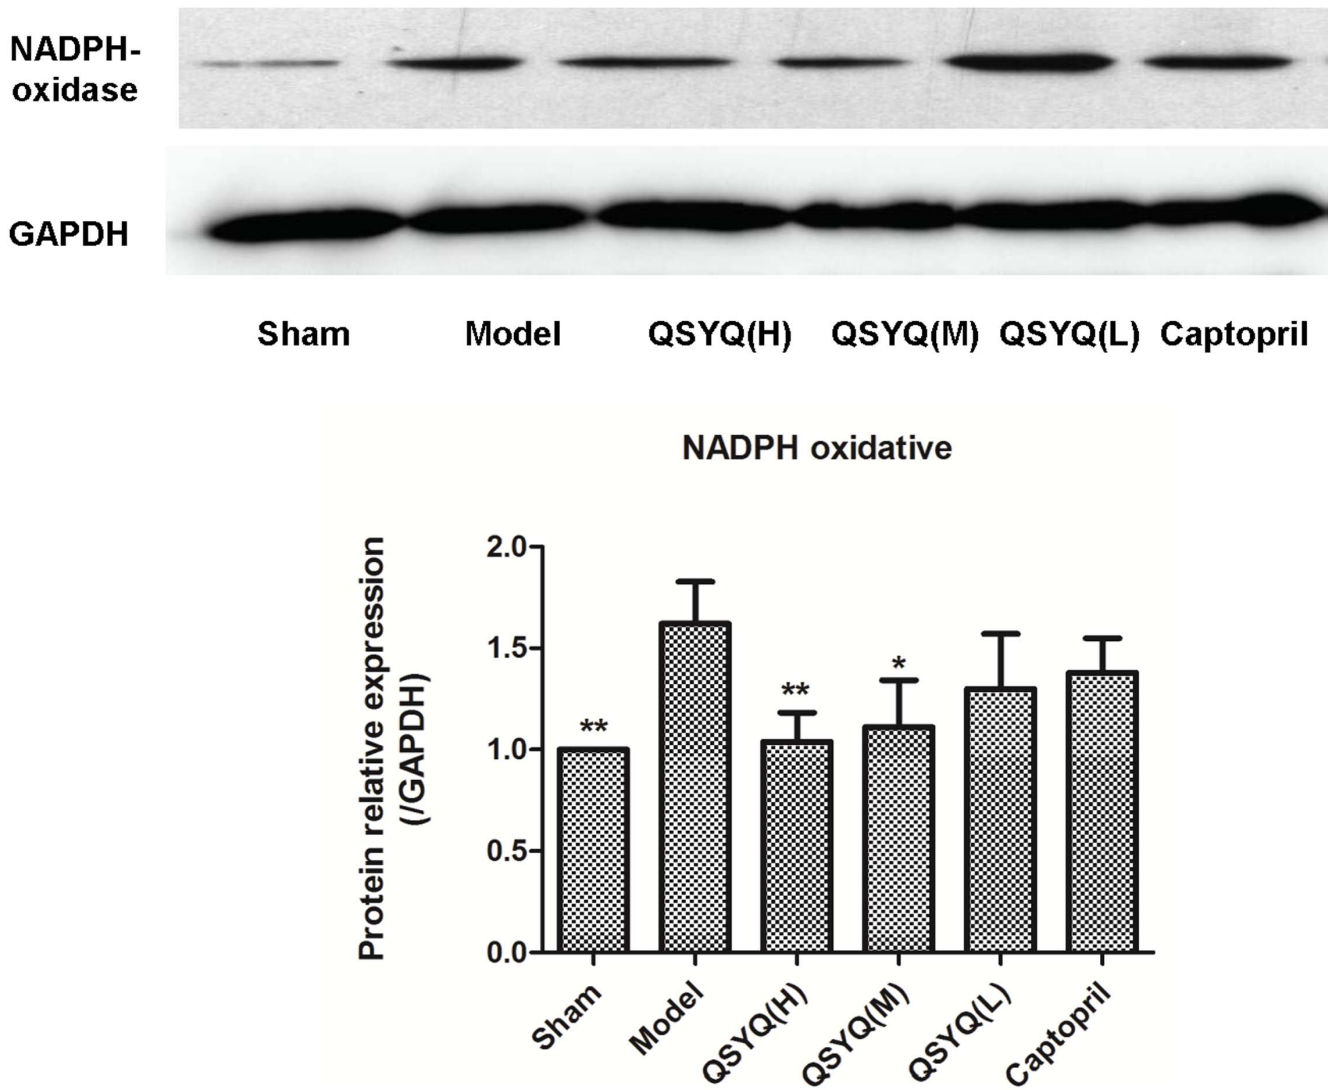 NADPH-
oxidase
GAPDH
Sham Model QSYQ(H) QSYQ(M) QSYQ(L) Captopril
NADPH oxidative
Protein relative expression
(/GAPDH)
2.0
1.5
1.0
0.5
0.0
**
**
*
Sham
Model
QSYQ(H)
QSYQ(M)
QSYQ(L)
Captopril